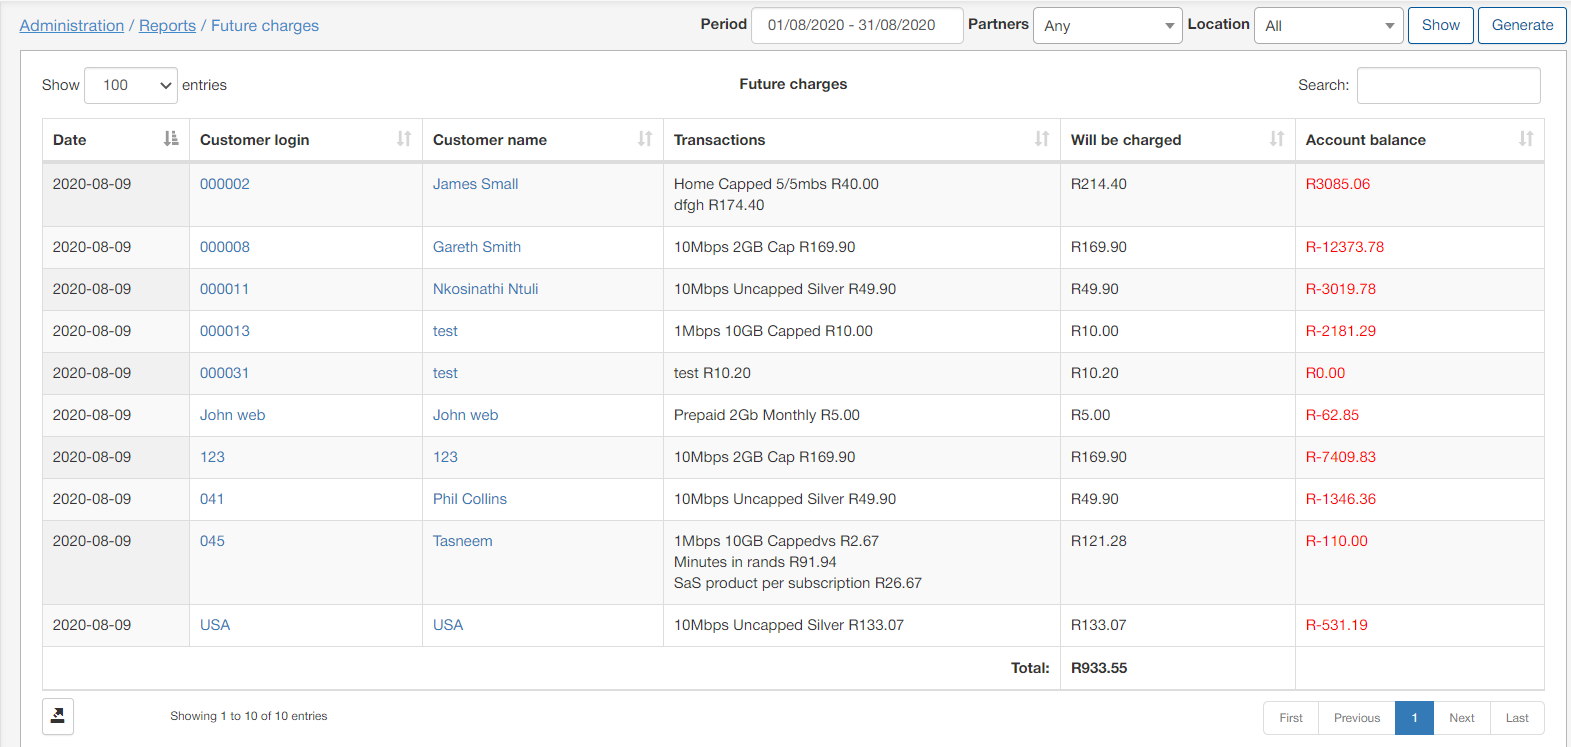 Administration / Reports / Future charges Period 01/08/2020 - 31/08/2020 Partners Any Location All Show Generate
Show 100 entries Future charges Search:
Date Customer login Customer name Transactions Will be charged Account balance
2020-08-09 000002 James Small Home Capped 5/5mbs R40.00 R214.40 R3085.06
dfgh R174.40
2020-08-09 000008 Gareth Smith 10Mbps 2GB Cap R169.90 R169.90 R-12373.78
2020-08-09 000011 Nkosinathi Ntuli 10Mbps Uncapped Silver R49.90 R49.90 R-3019.78
2020-08-09 000013 test 1Mbps 10GB Capped R10.00 R10.00 R-2181.29
2020-08-09 000031 test test R10.20 R10.20 R0.00
2020-08-09 John web John web Prepaid 2Gb Monthly R5.00 R5.00 R-62.85
2020-08-09 123 123 10Mbps 2GB Cap R169.90 R169.90 R-7409.83
2020-08-09 041 Phil Collins 10Mbps Uncapped Silver R49.90 R49.90 R-1346.36
2020-08-09 045 Tasneem 1Mbps 10GB Cappedvs R2.67 R121.28 R-110.00
Minutes in rands R91.94
SaS product per subscription R26.67
2020-08-09 USA USA 10Mbps Uncapped Silver R133.07 R133.07 R-531.19
Total: R933.55
Showing 1 to 10 of 10 entries First Previous 1 Next Last